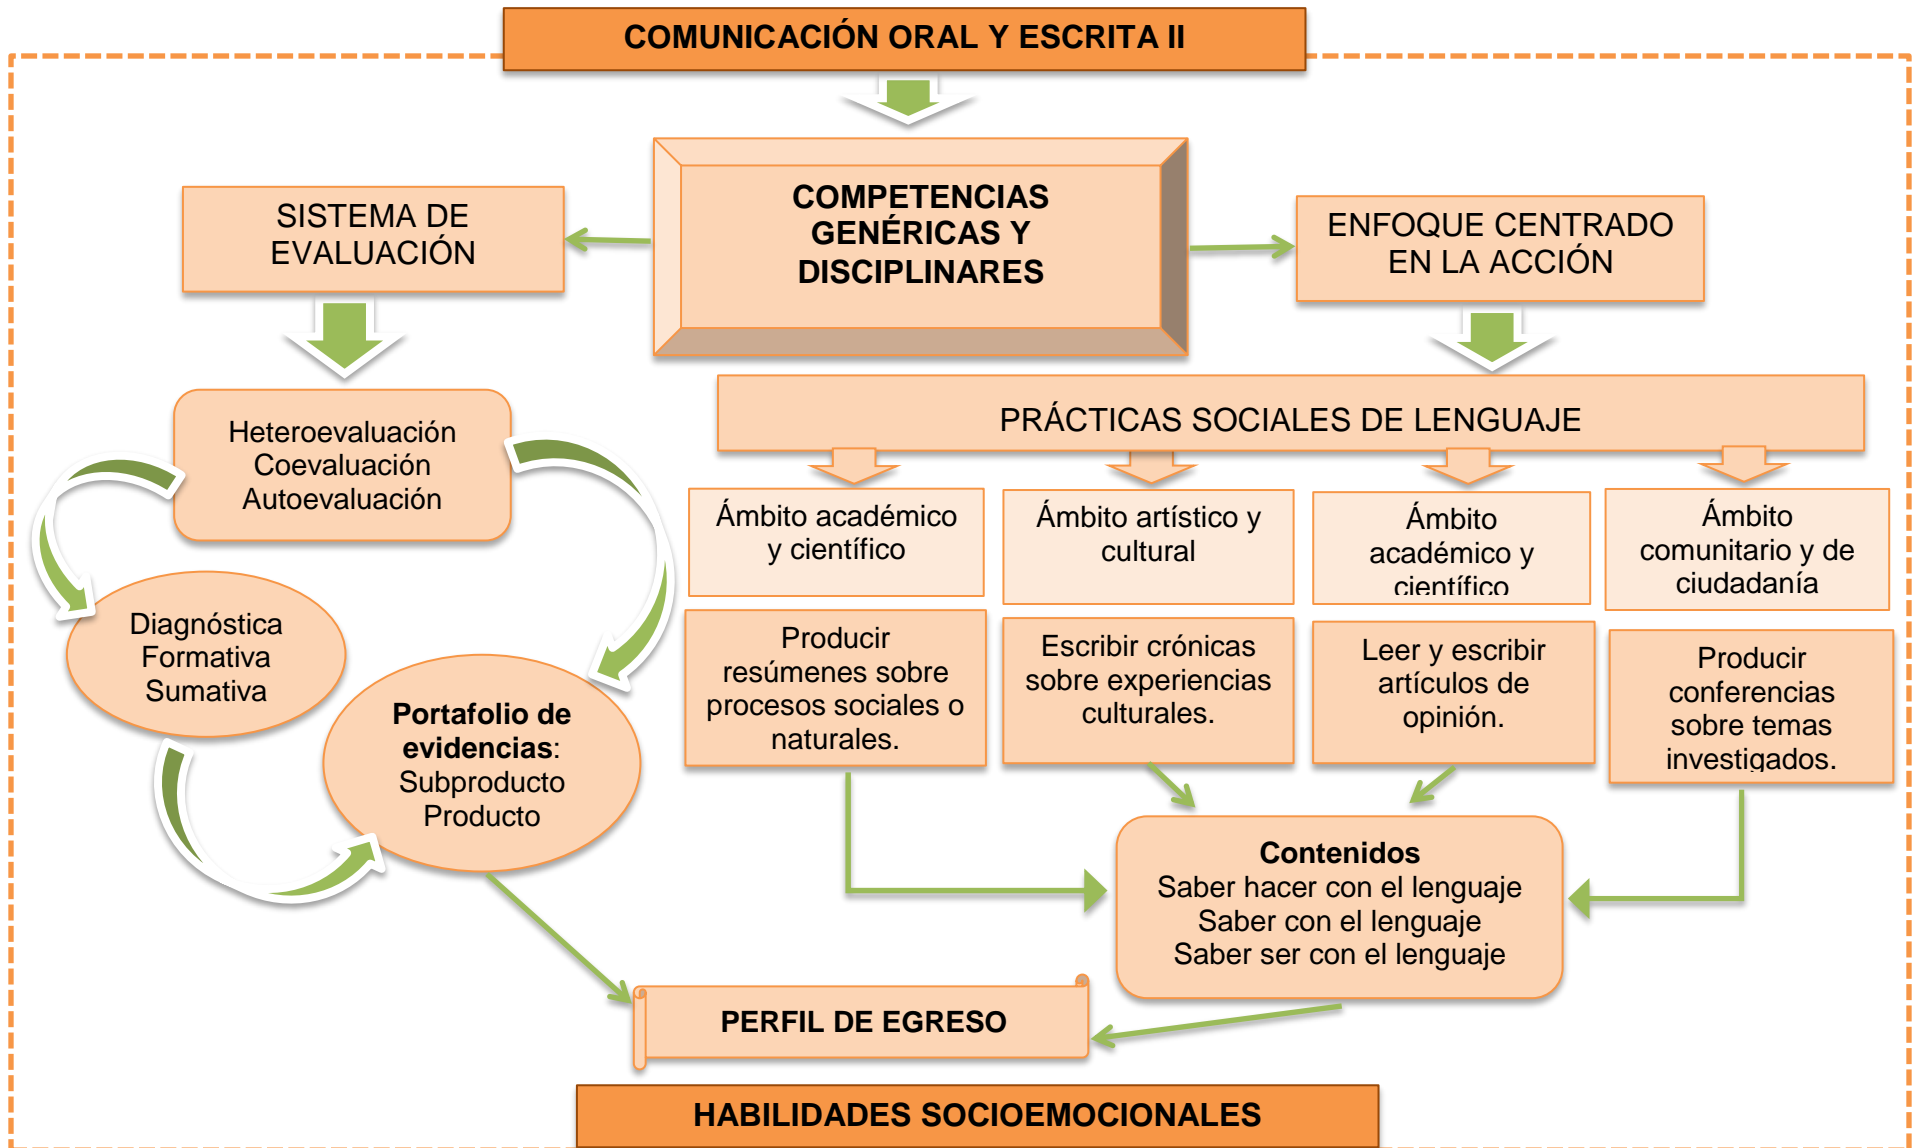 COMUNICACIÓN ORAL Y ESCRITA II
COMPETENCIAS
GENÉRICAS Y
DISCIPLINARES
SISTEMA DE
EVALUACIÓN
ENFOQUE CENTRADO
EN LA ACCIÓN
Heteroevaluación
Coevaluación
Autoevaluación
Diagnóstica
Formativa
Sumativa
Portafolio de
evidencias:
Subproducto
Producto
PRÁCTICAS SOCIALES DE LENGUAJE
Ámbito académico
y científico
Ámbito artístico y
cultural
Ámbito
académico y
científico
Ámbito
comunitario y de
ciudadanía
Producir
resúmenes sobre
procesos sociales o
naturales.
Escribir crónicas
sobre experiencias
culturales.
Leer y escribir
artículos de
opinión.
Producir
conferencias
sobre temas
investigados.
Contenidos
Saber hacer con el lenguaje
Saber con el lenguaje
Saber ser con el lenguaje
PERFIL DE EGRESO
HABILIDADES SOCIOEMOCIONALES